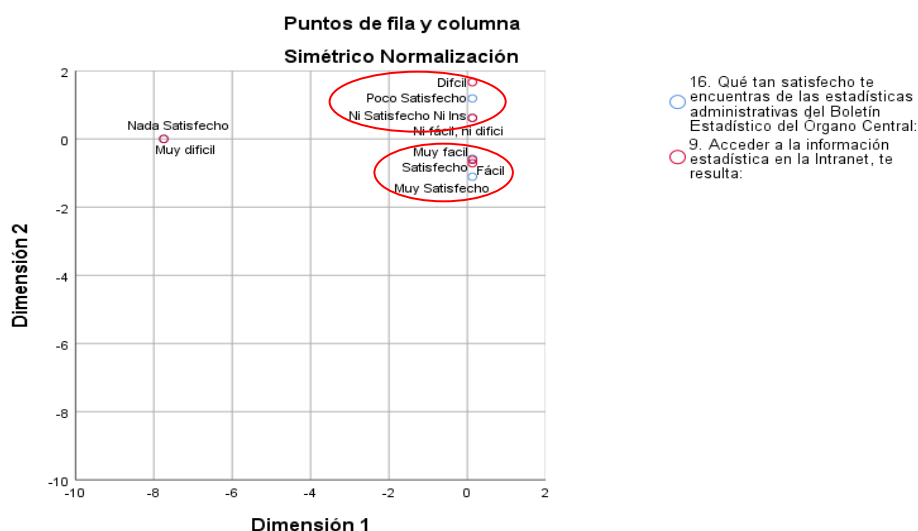 Puntos de fila y columna
Simétrico Normalización
2
0
-2
-4
-6
-8
-10
Dimensión 2
Difcil
Poco Satisfecho
Ni Satisfecho Ni Ins
Ni fácil, ni difici
Nada Satisfecho
Muy dificil
Muy facil
Satisfecho
Fácil
Muy Satisfecho
-10
-8
-6
-4
-2
0
2
Dimensión 1
16. Qué tan satisfecho te
encuentras de las estadísticas
administrativas del Boletín
Estadístico del Órgano Central:
9. Acceder a la información
estadística en la Intranet, te
resulta: